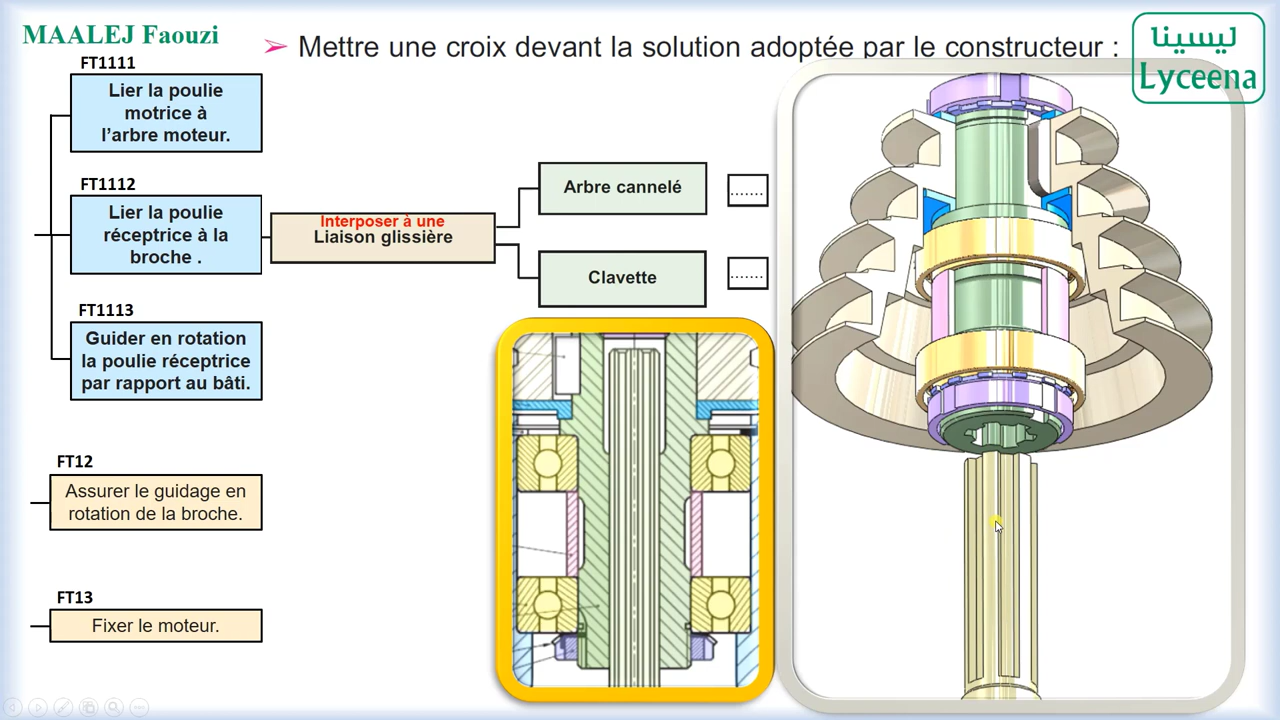 MAALEJ Faouzi
➢ Mettre une croix devant la solution adoptée par le constructeur :
ليسينا
Lyceena
FT1111
Lier la poulie
motrice à
l’arbre moteur.
FT1112
Lier la poulie
réceptrice à la
broche .
Interposer à une
Liaison glissière
Arbre cannelé
.......
Clavette
.......
FT1113
Guider en rotation
la poulie réceptrice
par rapport au bâti.
FT12
Assurer le guidage en
rotation de la broche.
FT13
Fixer le moteur.